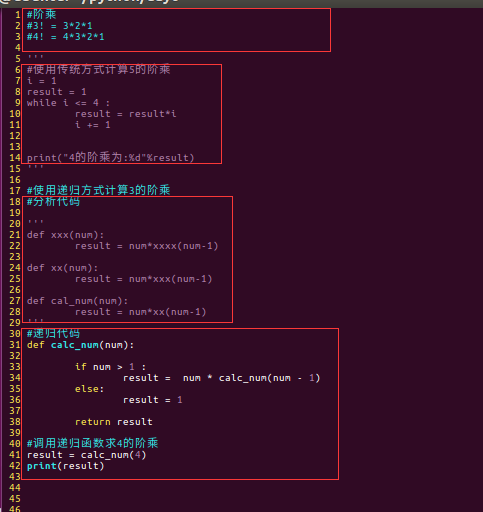 1 #阶乘
2 #3! = 3*2*1
3 #4! = 4*3*2*1
4
5 '''
6 #使用传统方式计算5的阶乘
7 i = 1
8 result = 1
9 while i <= 4 :
10 result = result*i
11 i += 1
12
13
14 print("4的阶乘为:%d"%result)
15 '''
16
17 #使用递归方式计算3的阶乘
18 #分析代码
19
20 '''
21 def xxx(num):
22 result = num*xxxx(num-1)
23
24 def xx(num):
25 result = num*xxx(num-1)
26
27 def cal_num(num):
28 result = num*xx(num-1)
29 '''
30 #递归代码
31 def calc_num(num):
32
33 if num > 1 :
34 result =  num * calc_num(num - 1)
35 else:
36 result = 1
37
38 return result
39
40 #调用递归函数求4的阶乘
41 result = calc_num(4)
42 print(result)
43
44
45
46